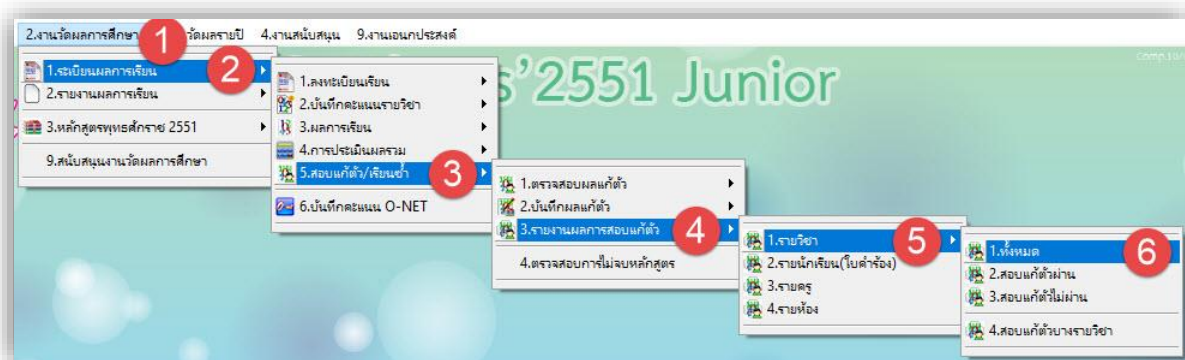 2.งานวัดผลการศึกษา 1 วัดผลรายปี 4.งานสนับสนุน 9.งานเอนกประสงค์
1.ระเบียนผลการเรียน 2
2.รายงานผลการเรียน
3.หลักสูตรพุทธศักราช 2551
9.สนับสนุนงานวัดผลการศึกษา
s'2551 Junior
1.ลงทะเบียนเรียน
2.บันทึกคะแนนรายวิชา
3.ผลการเรียน
4.การประเมินผลรวม
5.สอบแก้ตัว/เรียนซ้ำ 3
6.บันทึกคะแนน O-NET
1.ตรวจสอบผลแก้ตัว
2.บันทึกผลแก้ตัว
3.รายงานผลการสอบแก้ตัว 4
4.ตรวจสอบการไม่จบหลักสูตร
1.รายวิชา 5
2.รายนักเรียน(ใบคำร้อง)
3.รายครู
4.รายห้อง
1.ทั้งหมด 6
2.สอบแก้ตัวผ่าน
3.สอบแก้ตัวไม่ผ่าน
4.สอบแก้ตัวบางรายวิชา